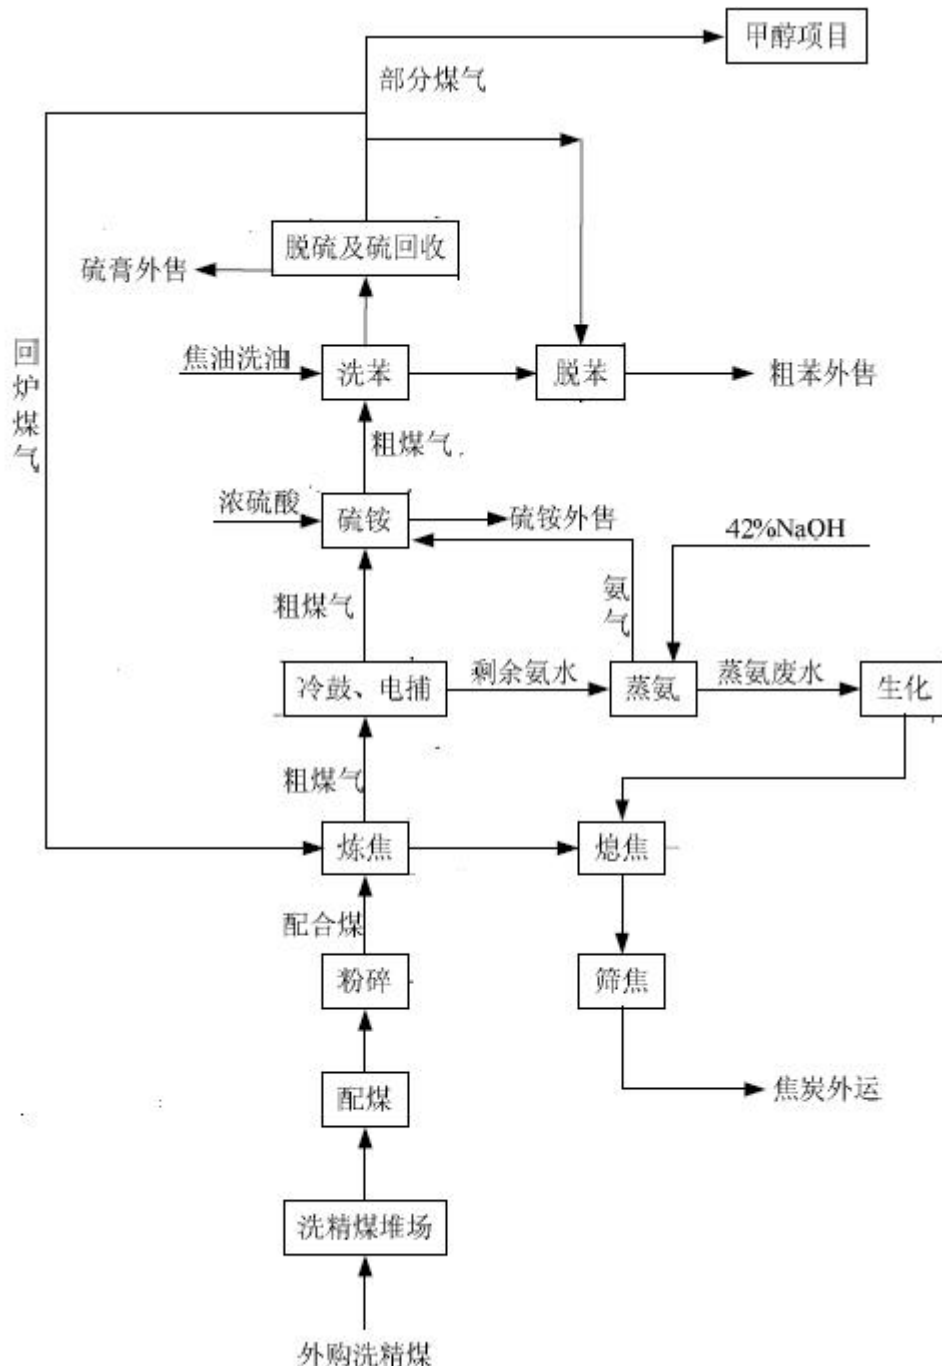 甲醇项目
部分煤气
脱硫及硫回收
硫膏外售
回炉煤气
焦油洗油
洗苯
脱苯
粗苯外售
粗煤气
浓硫酸
硫铵
硫铵外售
42%NaOH
粗煤气
氨气
冷鼓、电捕
剩余氨水
蒸氨
蒸氨废水
生化
粗煤气
炼焦
熄焦
配合煤
粉碎
筛焦
配煤
焦炭外运
洗精煤堆场
外购洗精煤